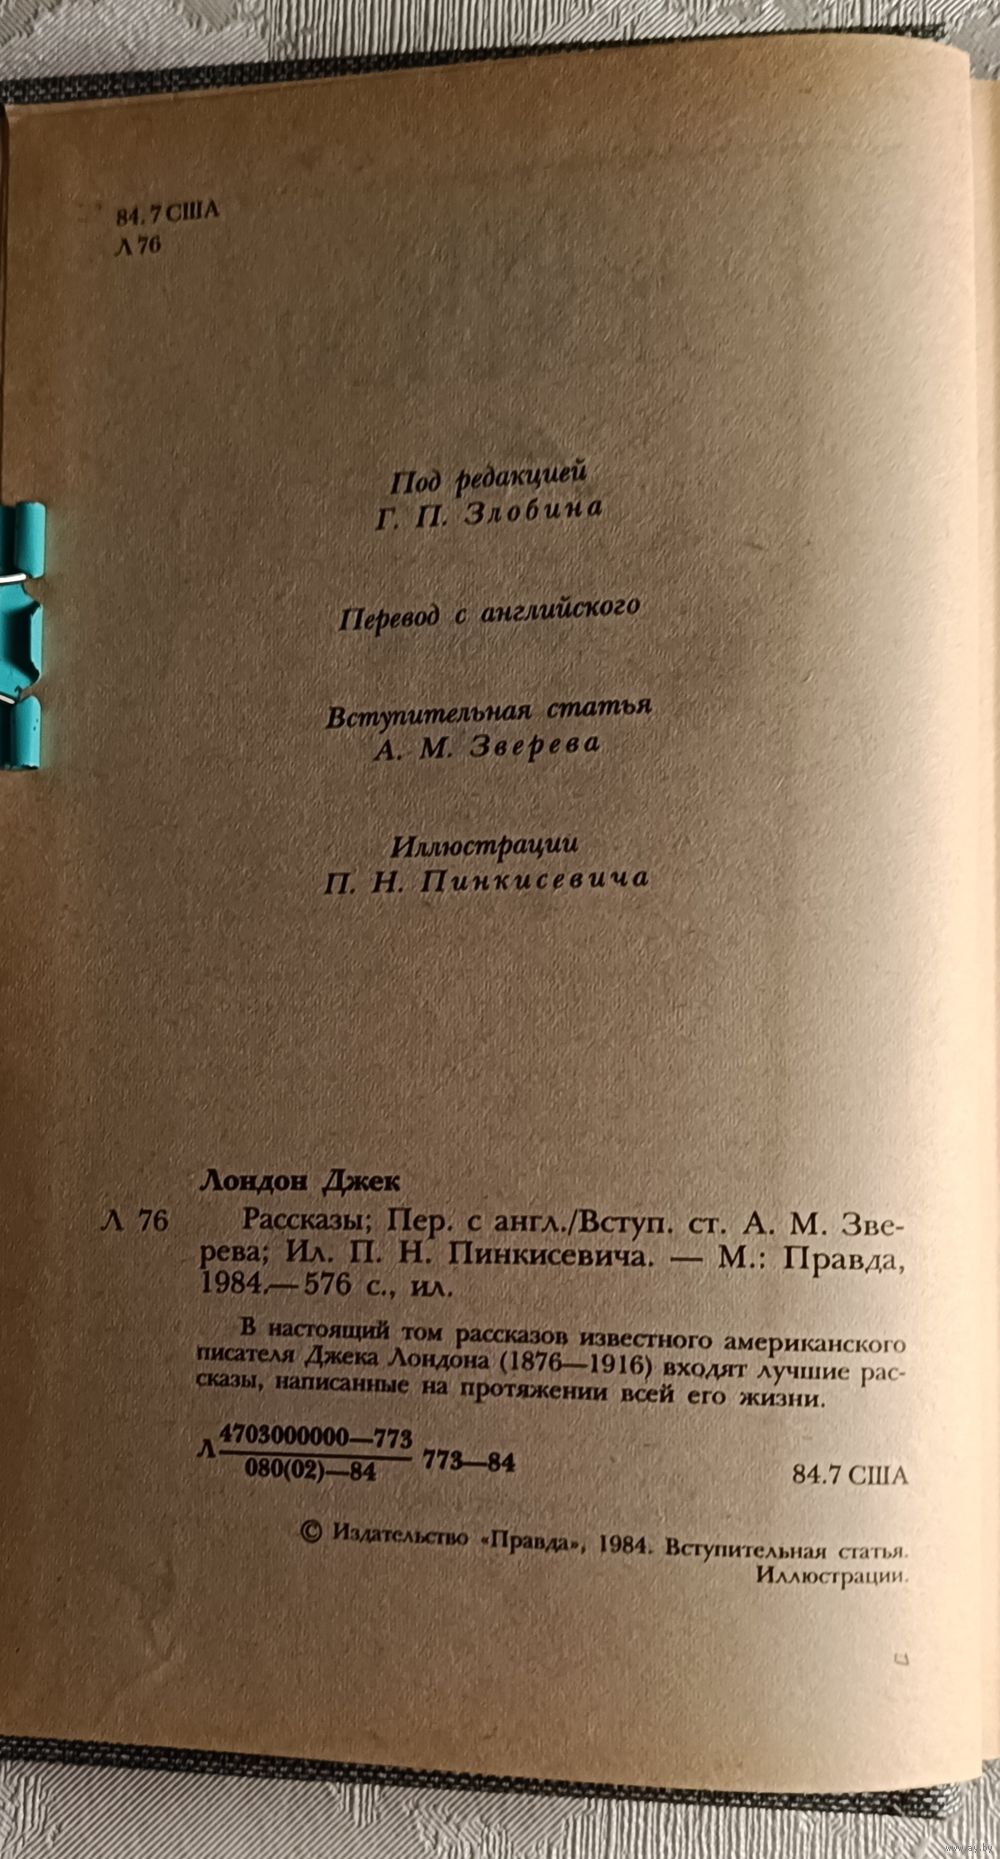 84.7 США
Л 76
Под редакцией
Г. П. Злобина
Перевод с английского
Вступительная статья
А. М. Зверева
Иллюстрации
П. Н. Пинкисевича
Лондон Джек
Л 76 Рассказы; Пер. с англ./Вступ. ст. А. М. Зве-
рева; Ил. П. Н. Пинкисевича. — М.: Правда,
1984.— 576 с., ил.
В настоящий том рассказов известного американского
писателя Джека Лондона (1876—1916) входят лучшие рас-
сказы, написанные на протяжении всей его жизни.
4703000000—773
Л 773—84
080(02)—84
84.7 США
© Издательство «Правда», 1984. Вступительная статья.
Иллюстрации.
www.ay.by